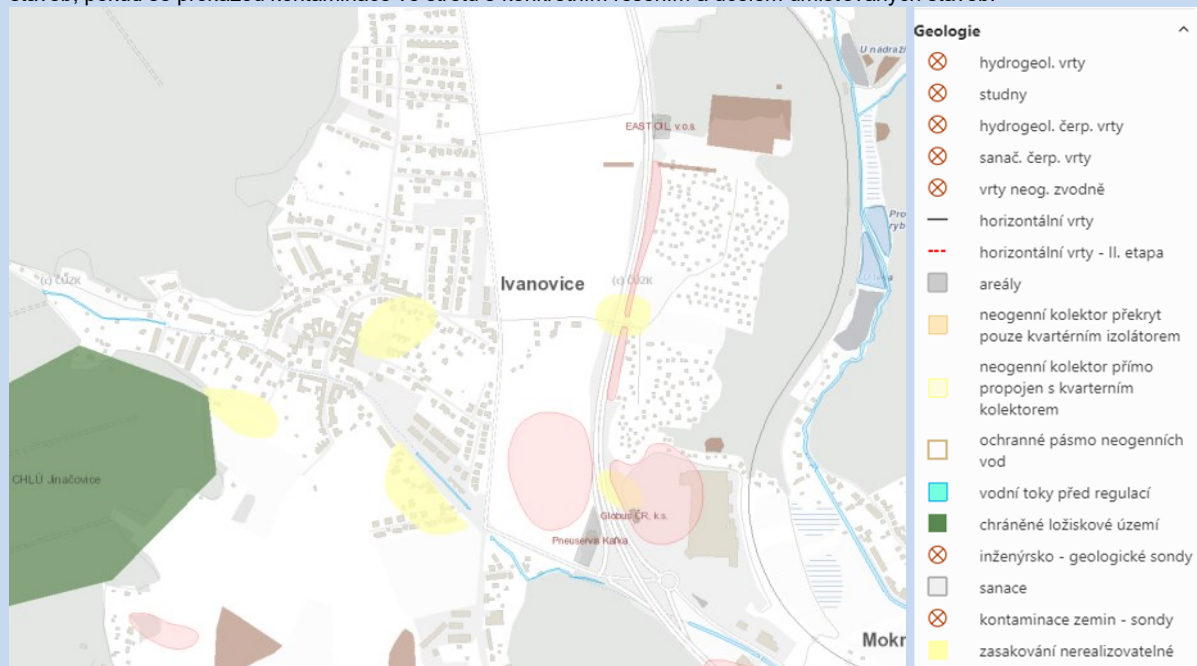 Geologie
hydrogeol. vrty
studny
hydrogeol. čerp. vrty
sanač. čerp. vrty
vrty neog. zvodně
horizontální vrty
horizontální vrty - II. etapa
areály
neogenní kolektor překryt
pouze kvartérním izolátorem
neogenní kolektor přímo
propojen s kvarterním
kolektorem
ochranné pásmo neogenních
vod
vodní toky před regulací
chráněné ložiskové území
inženýrsko - geologické sondy
sanace
kontaminace zemin - sondy
zasakování nerealizovatelné
U nádraží
EAST OIL, v.o.s.
(c) ČÚZK
Ivanovice
(c) ČÚZK
CHLÚ Jinačovice
Globus ČR, k.s.
Pneuservis Kafka
Mokr